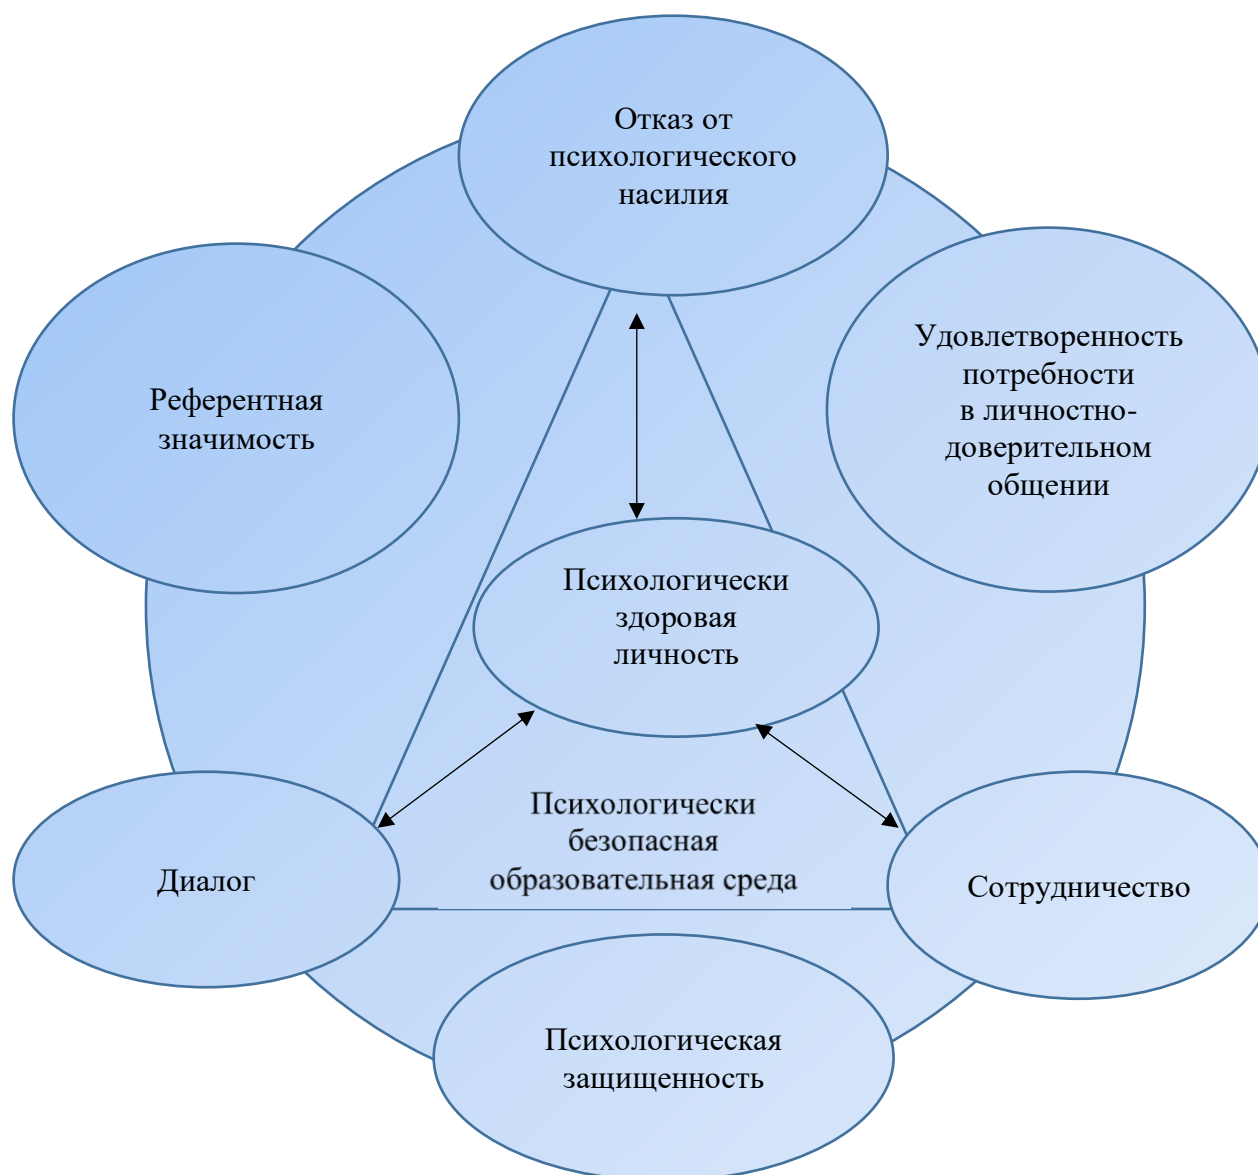 Отказ от
психологического
насилия
Удовлетворенность
потребности
в личностно-
доверительном
общении
Референтная
значимость
Психологически
здоровая
личность
Психологически
безопасная
образовательная среда
Диалог
Сотрудничество
Психологическая
защищенность